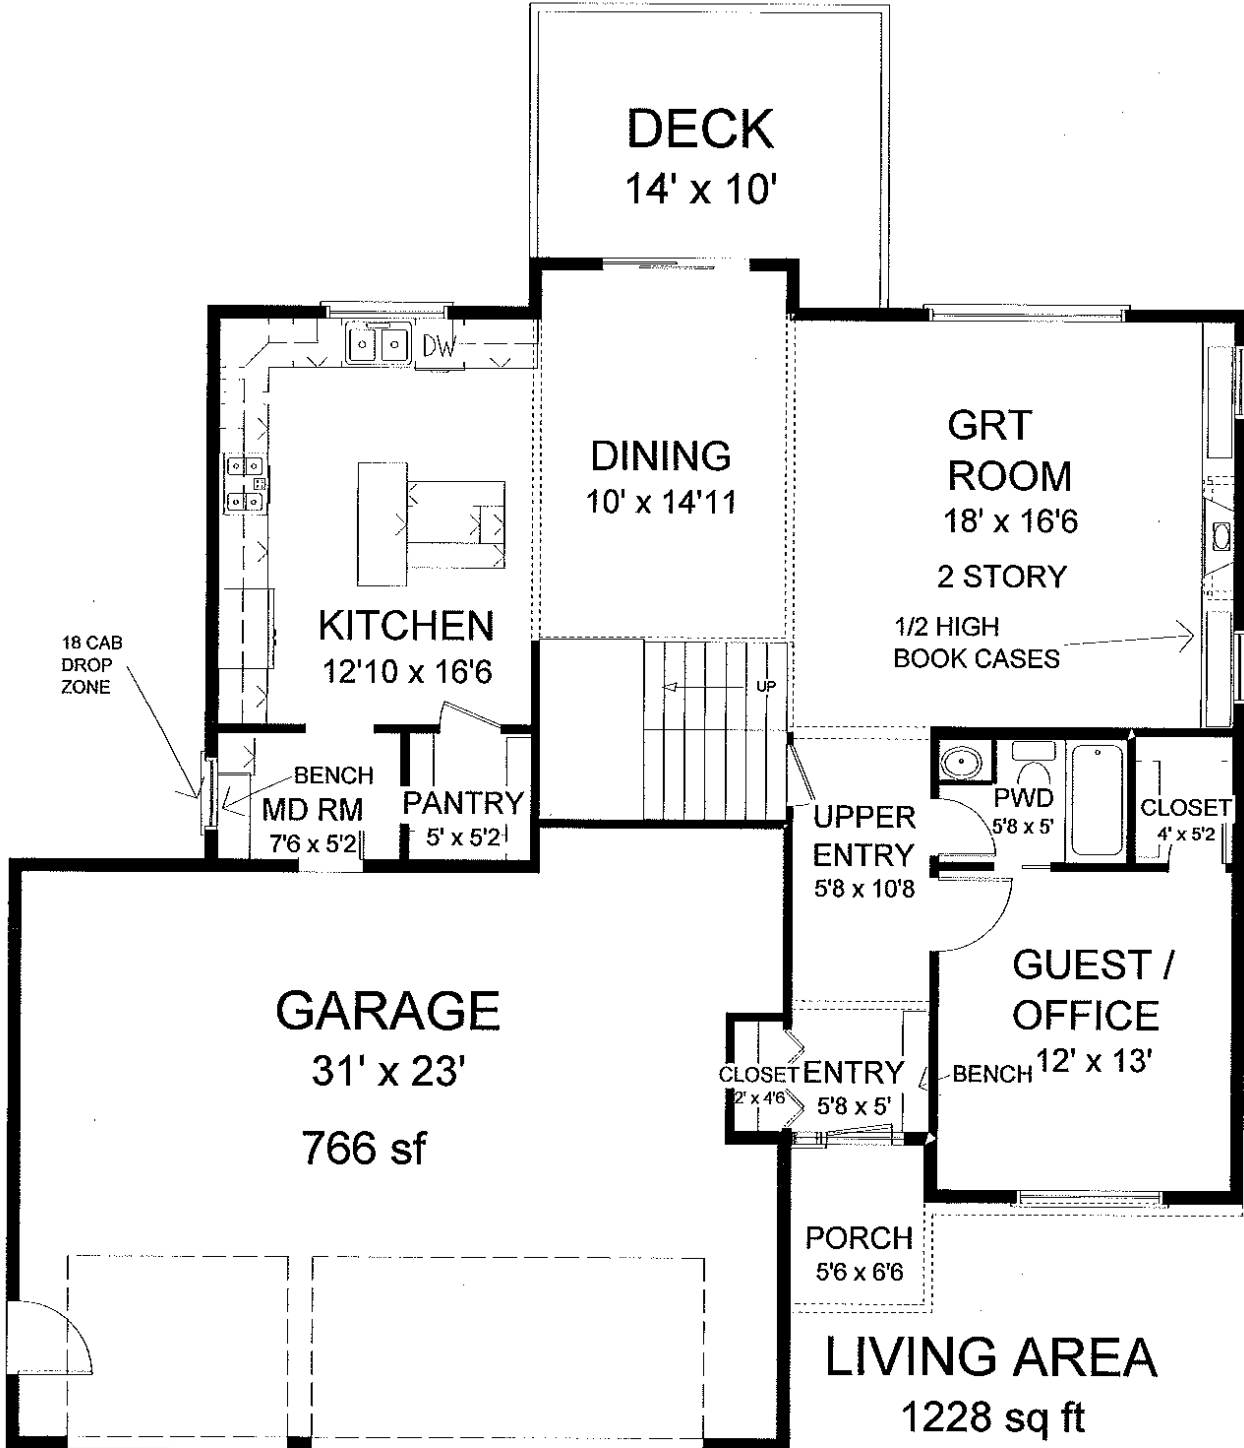 DECK
14' x 10'
DW
GRT
ROOM
18' x 16'6
2 STORY
1/2 HIGH
BOOK CASES
DINING
10' x 14'11
KITCHEN
12'10 x 16'6
18 CAB
DROP
ZONE
UP
BENCH
MD RM
7'6 x 5'2
PANTRY
5' x 5'2
UPPER
ENTRY
5'8 x 10'8
PWD
5'8 x 5'
CLOSET
4' x 5'2
GARAGE
31' x 23'
766 sf
GUEST /
OFFICE
12' x 13'
CLOSET
2' x 4'6
ENTRY
5'8 x 5'
BENCH
PORCH
5'6 x 6'6
LIVING AREA
1228 sq ft